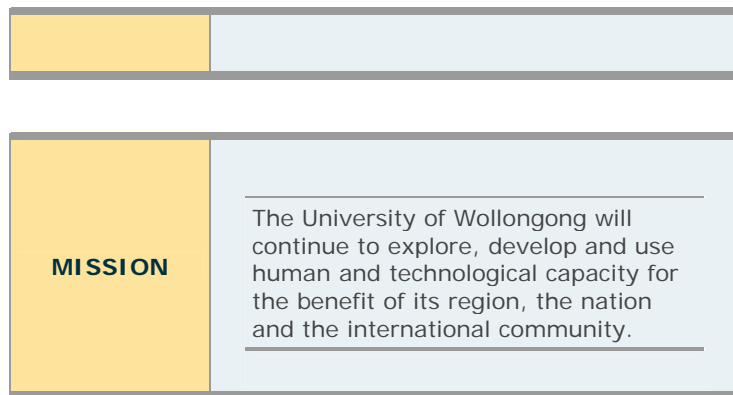 MISSION
The University of Wollongong will
continue to explore, develop and use
human and technological capacity for
the benefit of its region, the nation
and the international community.